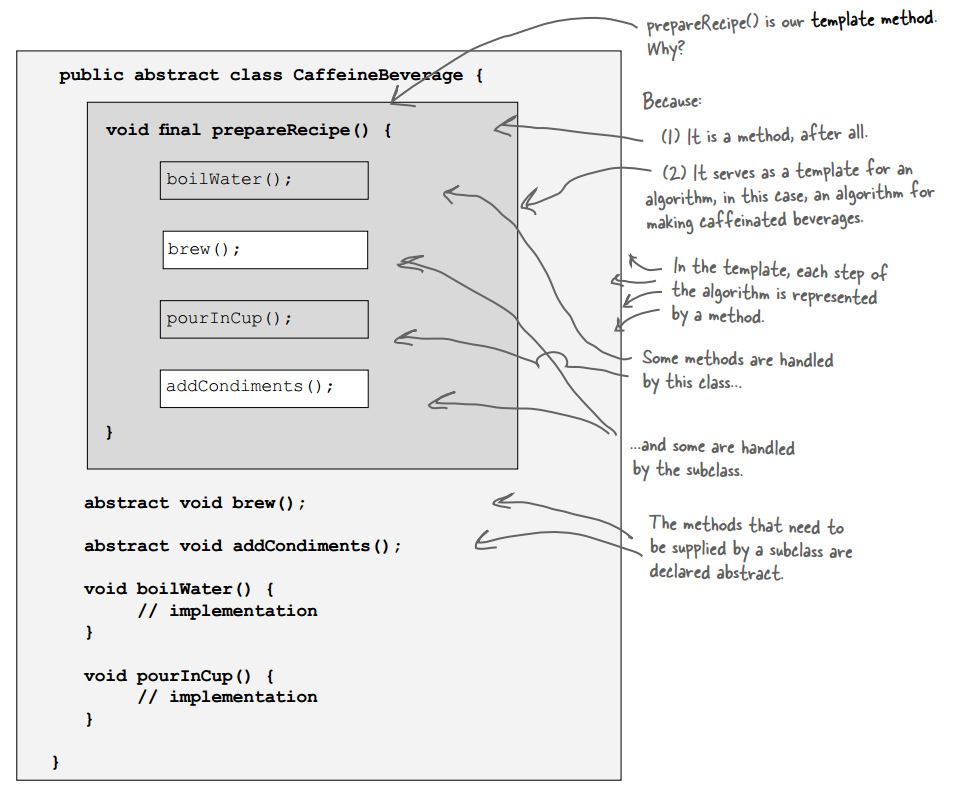 public abstract class CaffeineBeverage {
void final prepareRecipe() {
boilWater();
brew();
pourInCup();
addCondiments();
}
abstract void brew();
abstract void addCondiments();
void boilWater() {
// implementation
}
void pourInCup() {
// implementation
}
}
prepareRecipe() is our template method.
Why?
Because:
(1) It is a method, after all.
(2) It serves as a template for an
algorithm, in this case, an algorithm for
making caffeinated beverages.
In the template, each step of
the algorithm is represented
by a method.
Some methods are handled
by this class...
...and some are handled
by the subclass.
The methods that need to
be supplied by a subclass are
declared abstract.